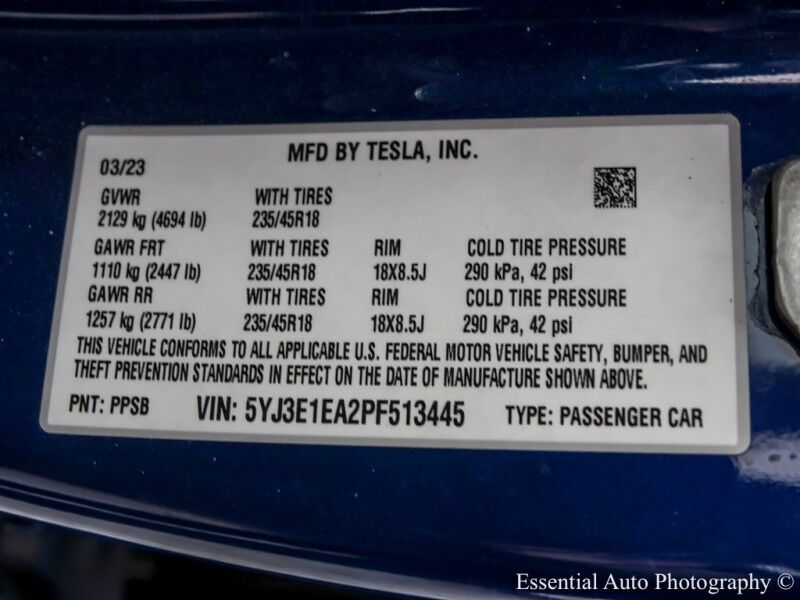 MFD BY TESLA, INC.
03/23
GVWR WITH TIRES
2129 kg (4694 lb) 235/45R18
GAWR FRT WITH TIRES RIM COLD TIRE PRESSURE
1110 kg (2447 lb) 235/45R18 18X8.5J 290 kPa, 42 psi
GAWR RR WITH TIRES RIM COLD TIRE PRESSURE
1257 kg (2771 lb) 235/45R18 18X8.5J 290 kPa, 42 psi
THIS VEHICLE CONFORMS TO ALL APPLICABLE U.S. FEDERAL MOTOR VEHICLE SAFETY, BUMPER, AND
THEFT PREVENTION STANDARDS IN EFFECT ON THE DATE OF MANUFACTURE SHOWN ABOVE.
PNT: PPSB VIN: 5YJ3E1EA2PF513445 TYPE: PASSENGER CAR
Essential Auto Photography ©